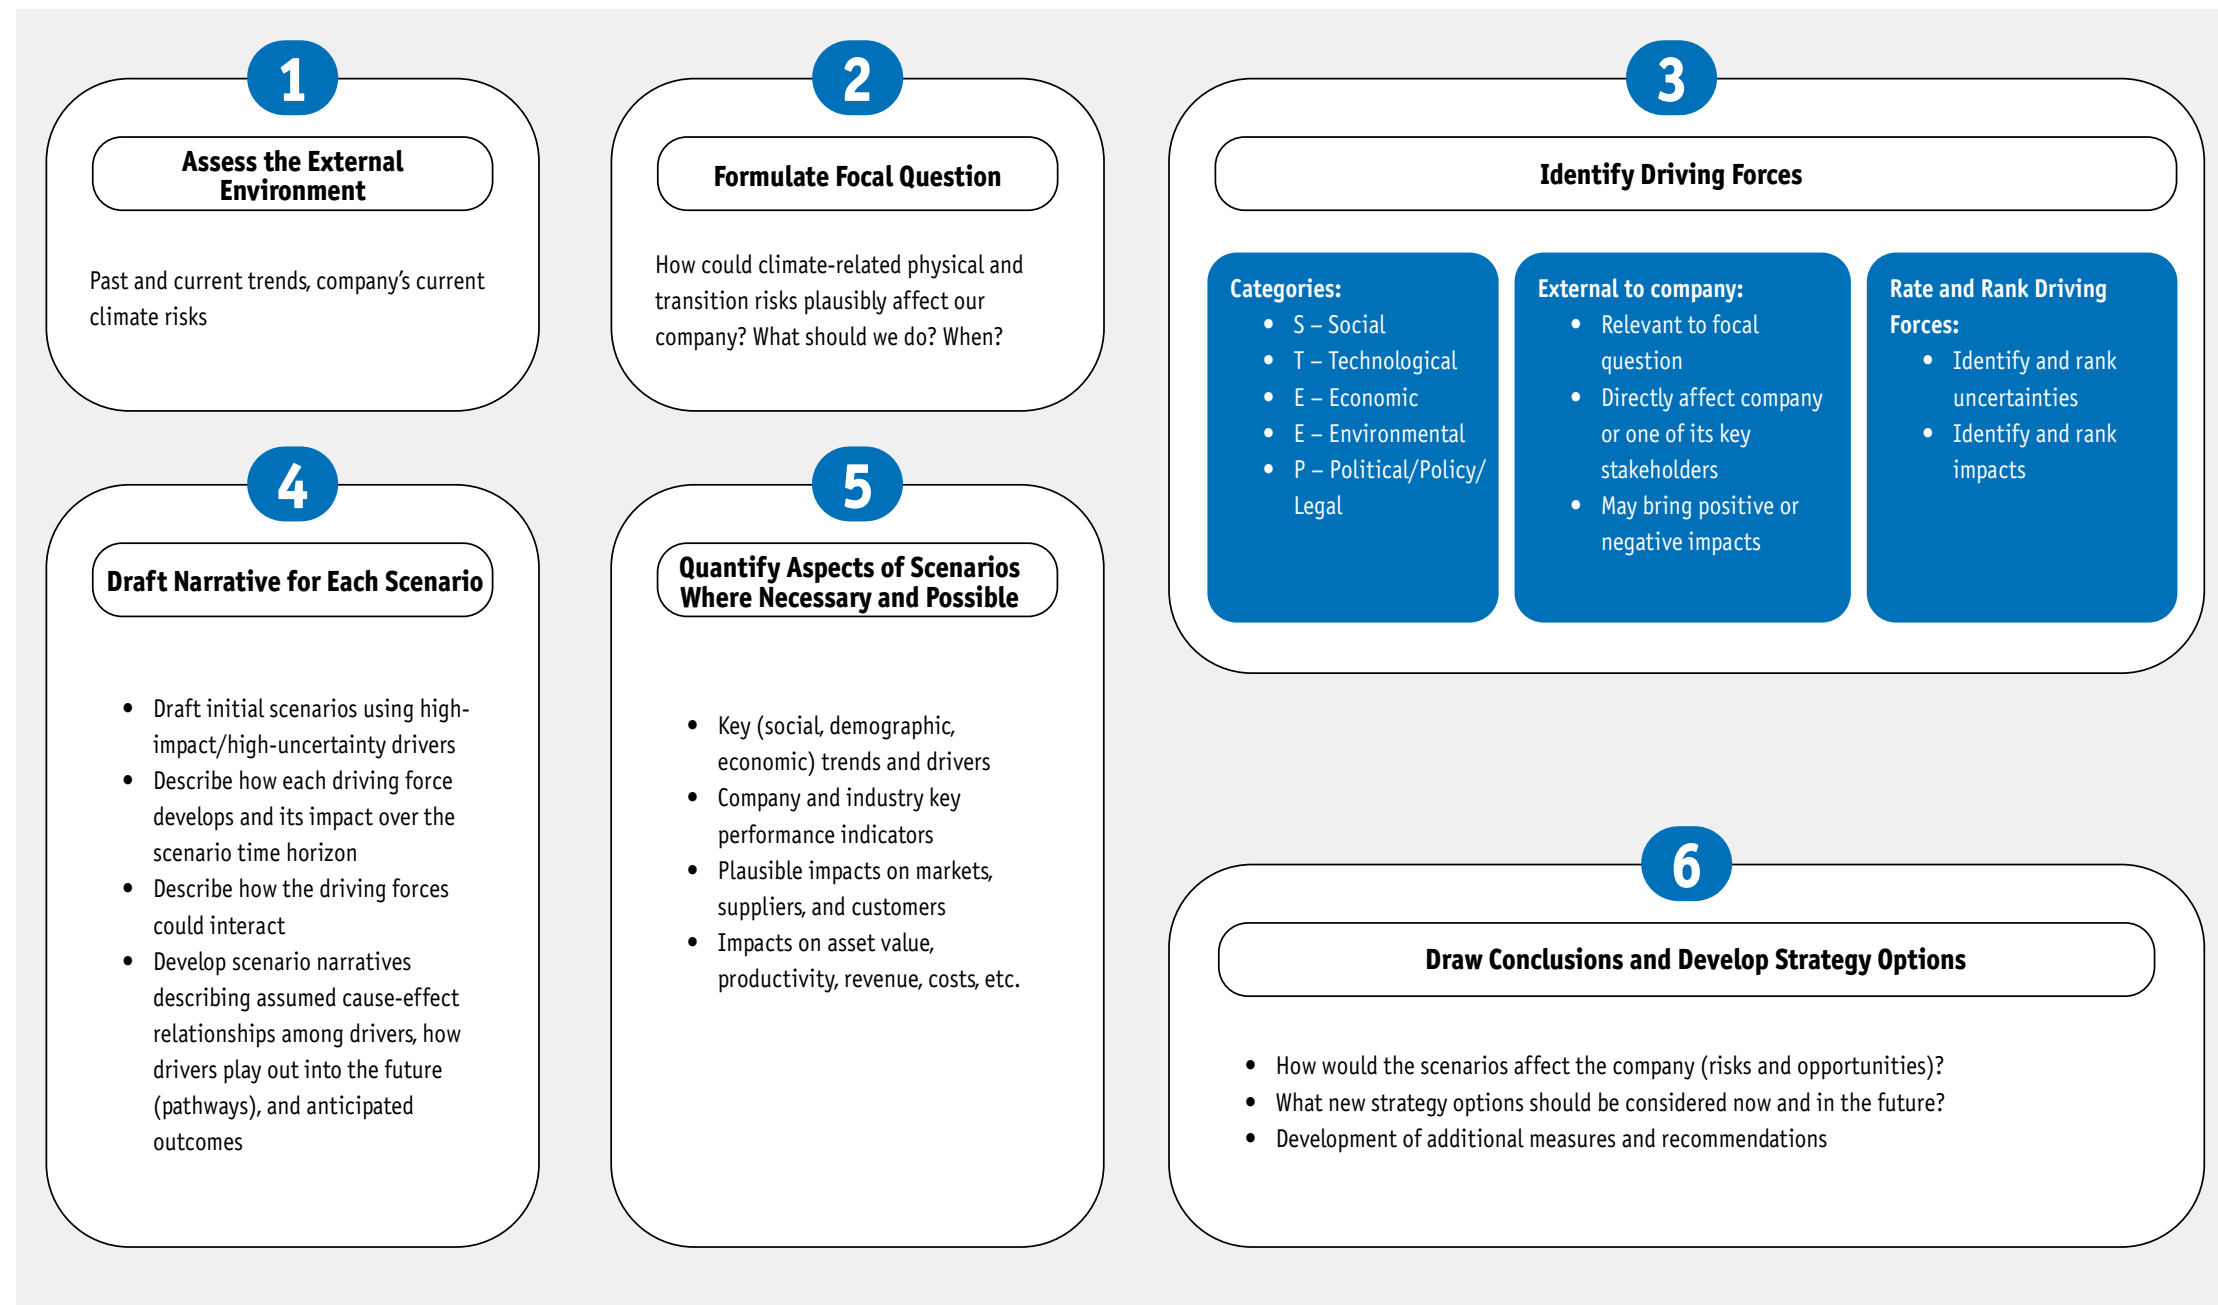 1
Assess the External
Environment
Past and current trends, company's current
climate risks
2
Formulate Focal Question
How could climate-related physical and
transition risks plausibly affect our
company? What should we do? When?
3
Identify Driving Forces
Categories:
• S – Social
• T – Technological
• E – Economic
• E – Environmental
• P – Political/Policy/
Legal
External to company:
• Relevant to focal
question
• Directly affect company
or one of its key
stakeholders
• May bring positive or
negative impacts
Rate and Rank Driving
Forces:
• Identify and rank
uncertainties
• Identify and rank
impacts
4
Draft Narrative for Each Scenario
• Draft initial scenarios using high-
impact/high-uncertainty drivers
• Describe how each driving force
develops and its impact over the
scenario time horizon
• Describe how the driving forces
could interact
• Develop scenario narratives
describing assumed cause-effect
relationships among drivers, how
drivers play out into the future
(pathways), and anticipated
outcomes
5
Quantify Aspects of Scenarios
Where Necessary and Possible
• Key (social, demographic,
economic) trends and drivers
• Company and industry key
performance indicators
• Plausible impacts on markets,
suppliers, and customers
• Impacts on asset value,
productivity, revenue, costs, etc.
6
Draw Conclusions and Develop Strategy Options
• How would the scenarios affect the company (risks and opportunities)?
• What new strategy options should be considered now and in the future?
• Development of additional measures and recommendations